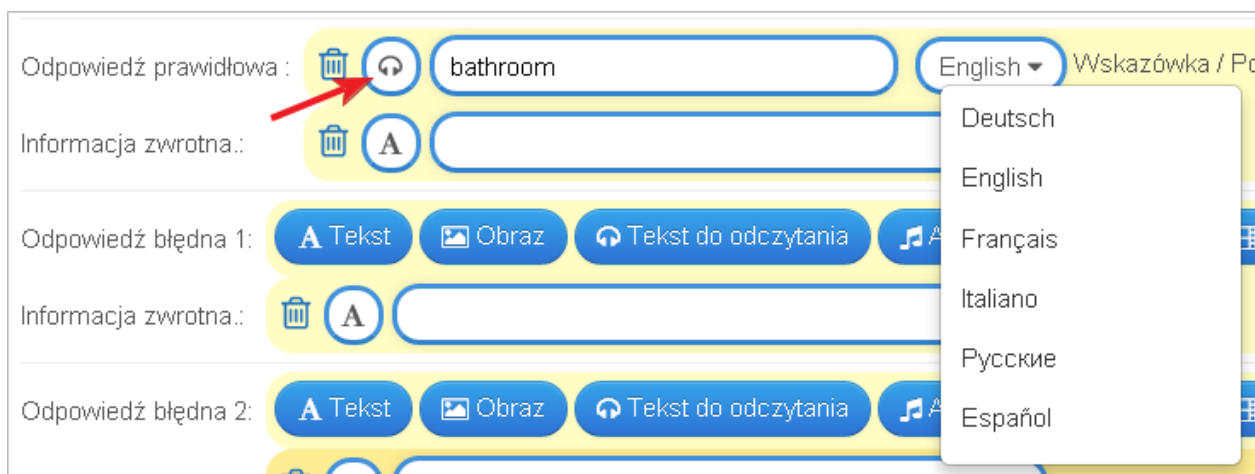 Odpowiedź prawidłowa : bathroom English Wskazówka /
Deutsch
Informacja zwrotna.: A
English
Odpowiedź błędna 1: A Tekst Obraz Tekst do odczytania
Français
Informacja zwrotna.: A
Italiano
Русские
Odpowiedź błędna 2: A Tekst Obraz Tekst do odczytania
Español